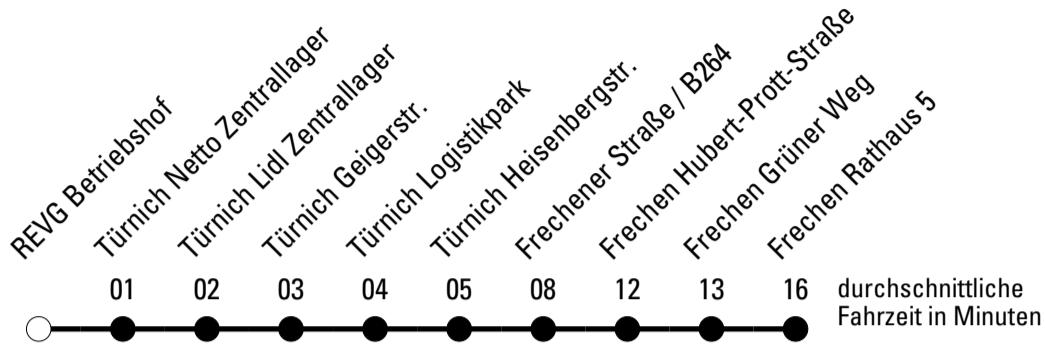 REVG Betriebshof
Türnich Netto Zentrallager
Türnich Lidl Zentrallager
Türnich Geigerstr.
Türnich Logistikpark
Türnich Heisenbergstr.
Frechener Straße / B264
Frechen Hubert-Prott-Straße
Frechen Grüner Weg
Frechen Rathaus 5
01 02 03 04 05 08 12 13 16
durchschnittliche
Fahrzeit in Minuten